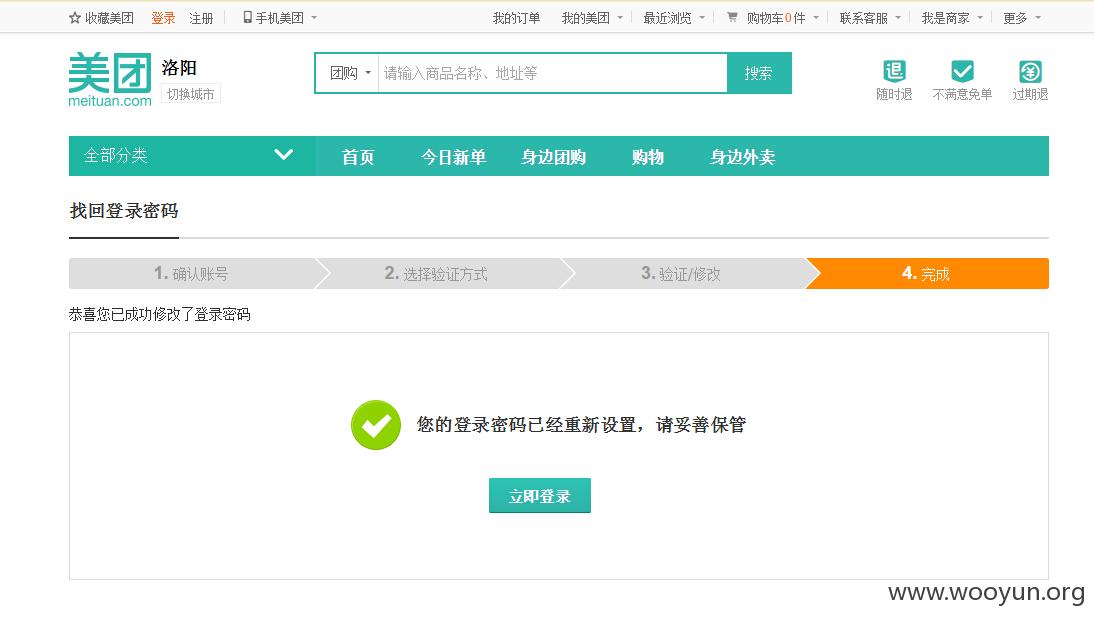 收藏美团 登录 注册 手机美团 我的订单 我的美团 最近浏览 购物车0件 联系客服 我是商家 更多
美团 洛阳 团购 请输入商品名称、地址等 搜索 退
meituan.com 切换城市 随时退 不满意免单 过期退
全部分类 首页 今日新单 身边团购 购物 身边外卖
找回登录密码
1. 确认账号 2. 选择验证方式 3. 验证/修改 4. 完成
恭喜您已成功修改了登录密码
您的登录密码已经重新设置，请妥善保管
立即登录
www.wooyun.org